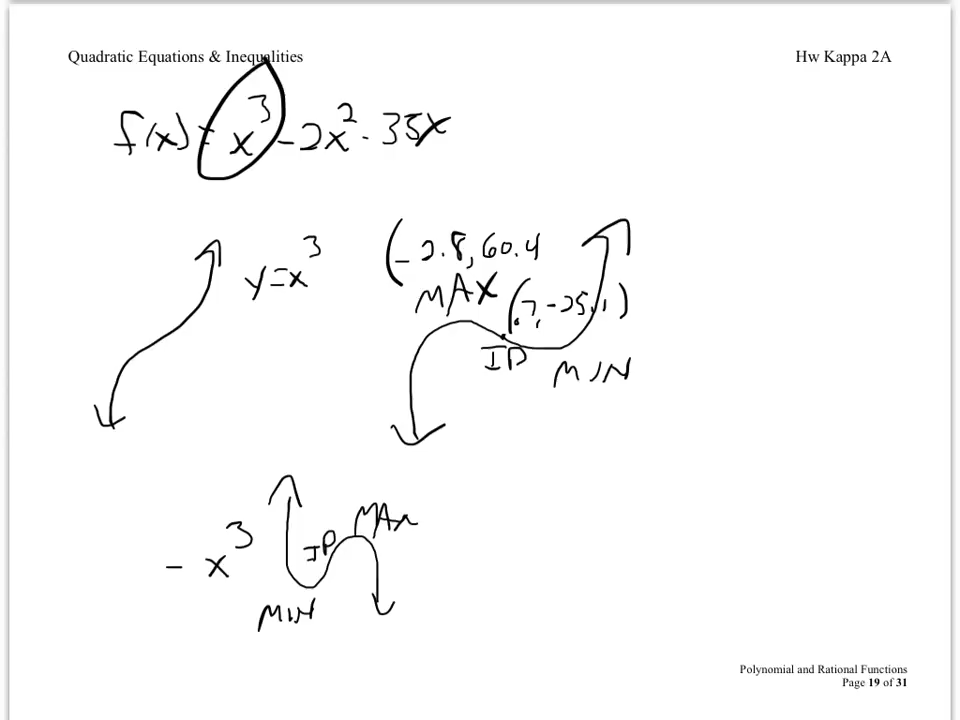 Quadratic Equations & Inequalities Hw Kappa 2A
f(x) = x³ - 2x² - 35x
y=x³ (-2.8, 60.4
MAX (.7, -25.1)
IP MIN
- x³ IP MAX
MIN
Polynomial and Rational Functions
Page 19 of 31